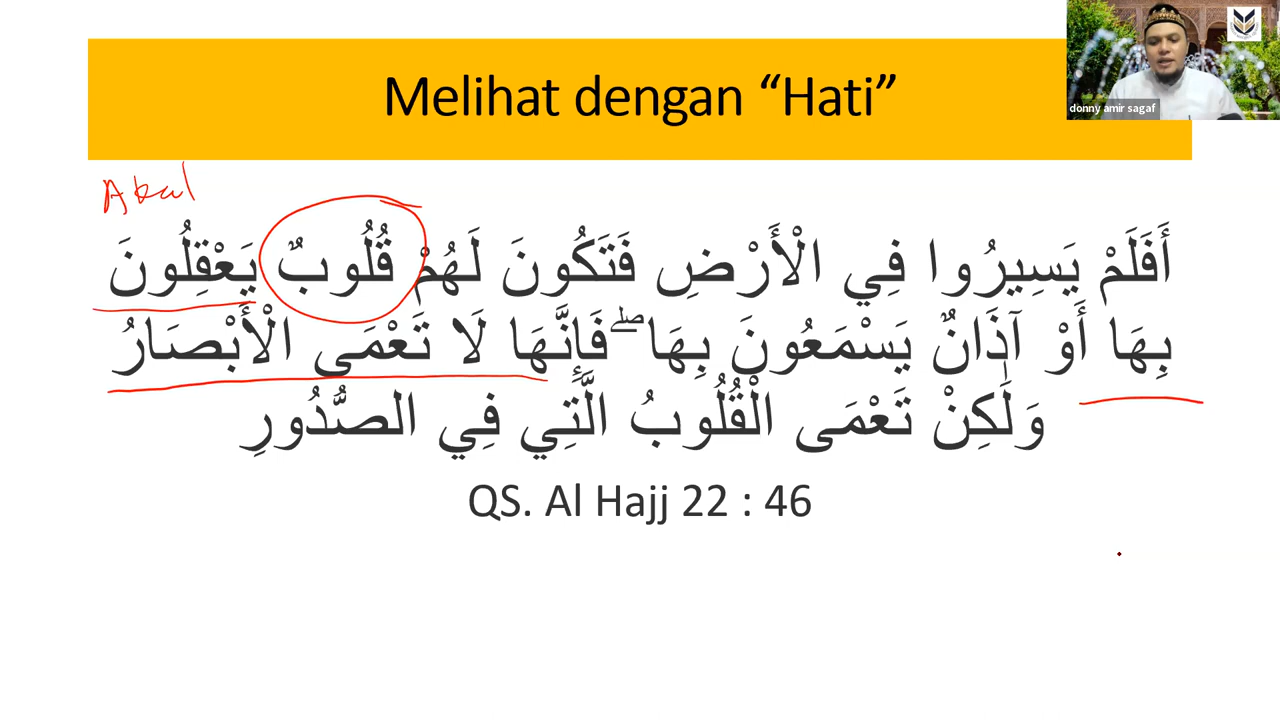 donny amir sagaf
Melihat dengan “Hati”
Akal
أَفَلَمْ يَسِيرُوا فِي الْأَرْضِ فَتَكُونَ لَهُمْ قُلُوبٌ يَعْقِلُونَ
بِهَا أَوْ آذَانٌ يَسْمَعُونَ بِهَا ۖ فَإِنَّهَا لَا تَعْمَى الْأَبْصَارُ
وَلَٰكِنْ تَعْمَى الْقُلُوبُ الَّتِي فِي الصُّدُورِ
QS. Al Hajj 22 : 46